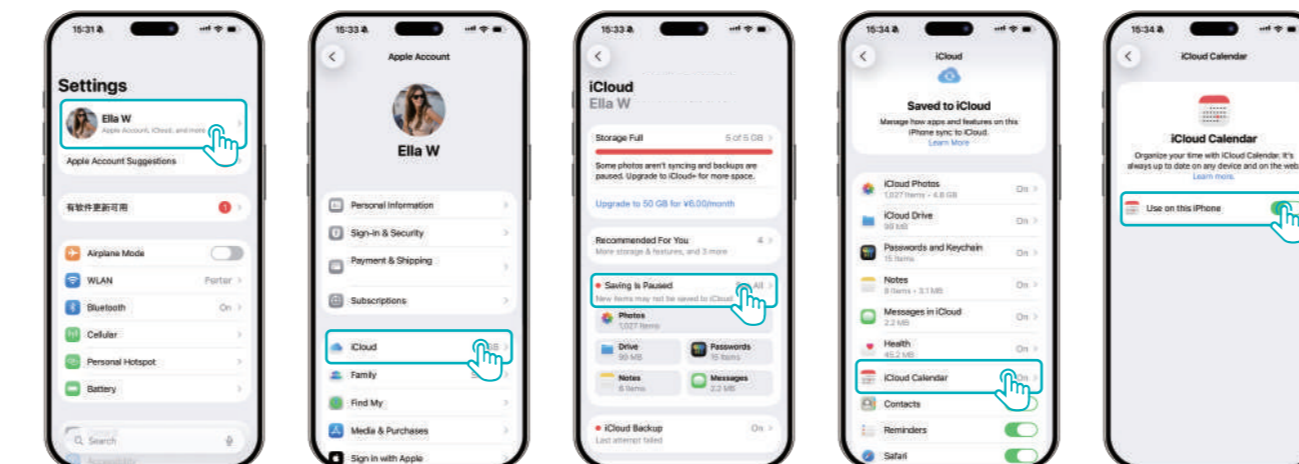 15:31
Settings
Ella W
Apple Account, iCloud, and more
Apple Account Suggestions
有软件更新可用
1
Airplane Mode
WLAN
Bluetooth On
Cellular
Personal Hotspot
Battery
Search
Accessibility
15:33
Apple Account
Ella W
Personal Information
Sign-In & Security
Payment & Shipping
Subscriptions
iCloud
Family
Find My
Media & Purchases
Sign in with Apple
15:33
iCloud
Ella W
Storage Full 5 of 5 GB
Some photos aren't syncing and backups are
paused. Upgrade to iCloud+ for more space.
Upgrade to 50 GB for ¥6.00/month
Recommended For You 4
More storage & features, and 3 more
Saving Is Paused All
New items may not be saved to iCloud
Photos
1,027 Items
Drive
99 MB
Passwords
15 Items
Notes
Items
Messages
2.2 MB
iCloud Backup On
Last attempt failed
15:34
iCloud
Saved to iCloud
Manage how apps and features on this
iPhone sync to iCloud.
Learn More
iCloud Photos On
1,027 Items • 4.8 GB
iCloud Drive On
99 MB
Passwords and Keychain On
15 Items
Notes On
Items • 3.1 MB
Messages in iCloud On
2.2 MB
Health On
45.2 MB
iCloud Calendar On
Contacts
Reminders
Safari
15:34
iCloud Calendar
iCloud Calendar
Organize your time with iCloud Calendar. It's
always up to date on any device and on the web.
Learn more.
Use on this iPhone